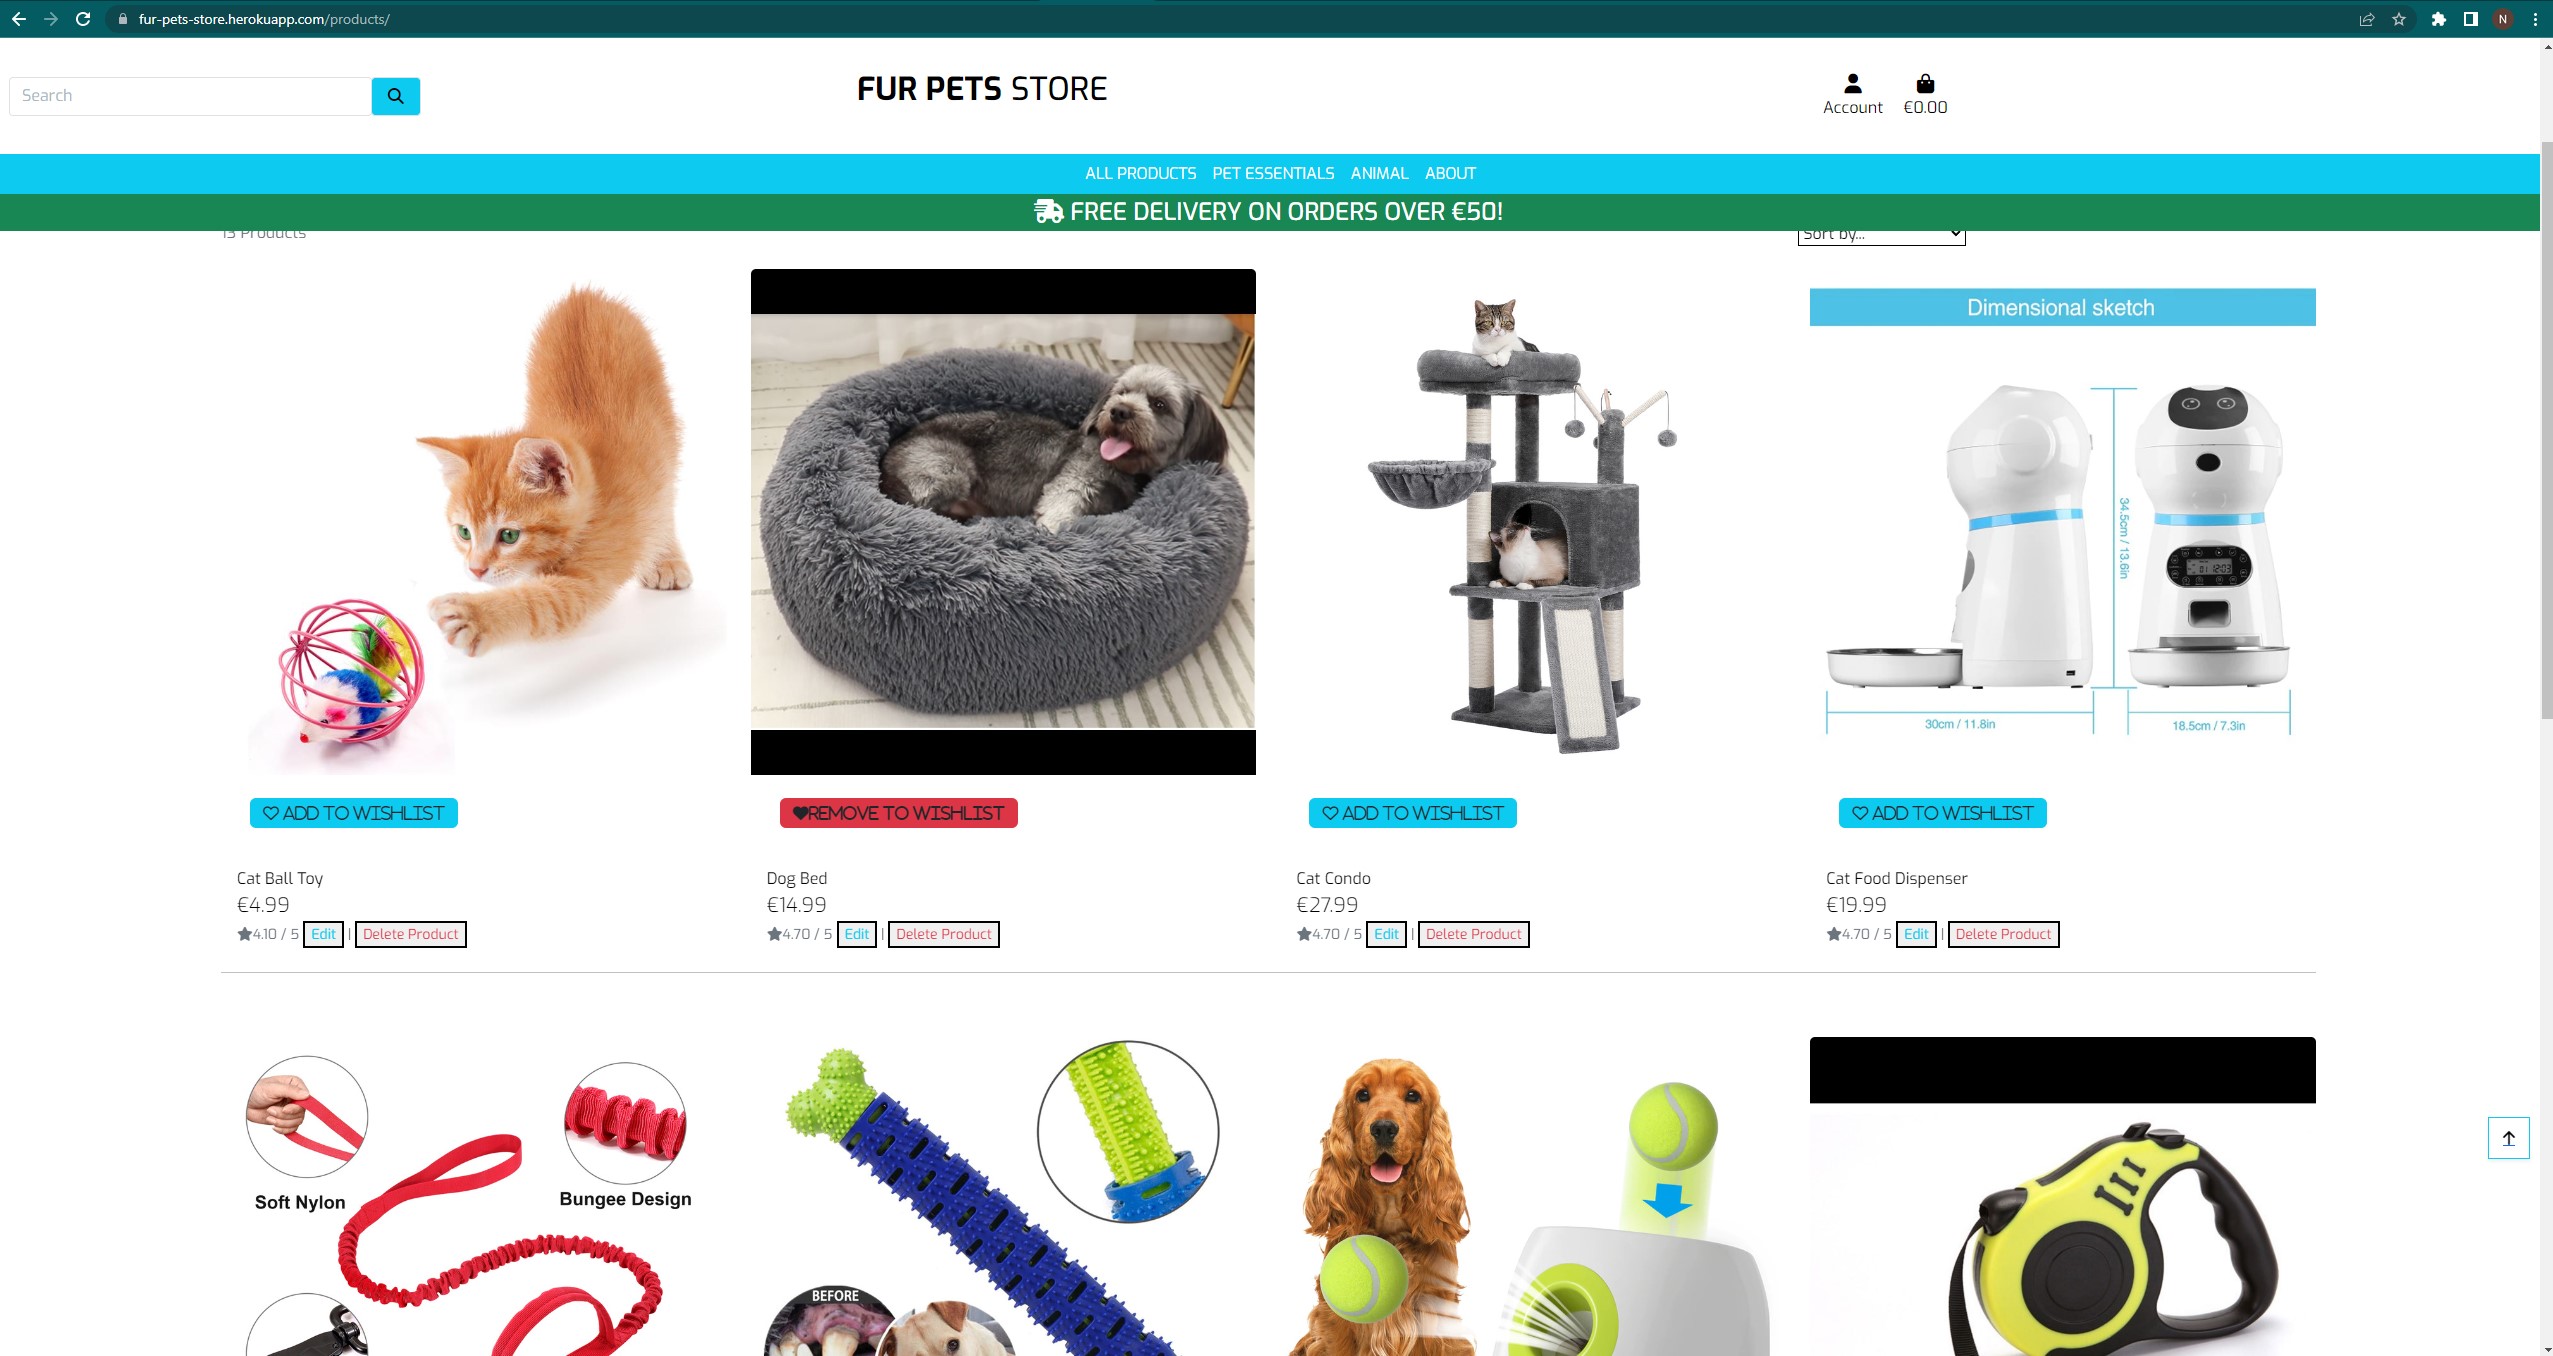 fur-pets-store.herokuapp.com/products/
N
Search
FUR PETS STORE
Account
€0.00
ALL PRODUCTS PET ESSENTIALS ANIMAL ABOUT
FREE DELIVERY ON ORDERS OVER €50!
13 Products
Sort by...
Dimensional sketch
34.5cm / 13.6in
30cm / 11.8in
18.5cm / 7.3in
ADD TO WISHLIST
REMOVE TO WISHLIST
ADD TO WISHLIST
ADD TO WISHLIST
Cat Ball Toy
€4.99
4.10 / 5 Edit | Delete Product
Dog Bed
€14.99
4.70 / 5 Edit | Delete Product
Cat Condo
€27.99
4.70 / 5 Edit | Delete Product
Cat Food Dispenser
€19.99
4.70 / 5 Edit | Delete Product
Soft Nylon
Bungee Design
BEFORE